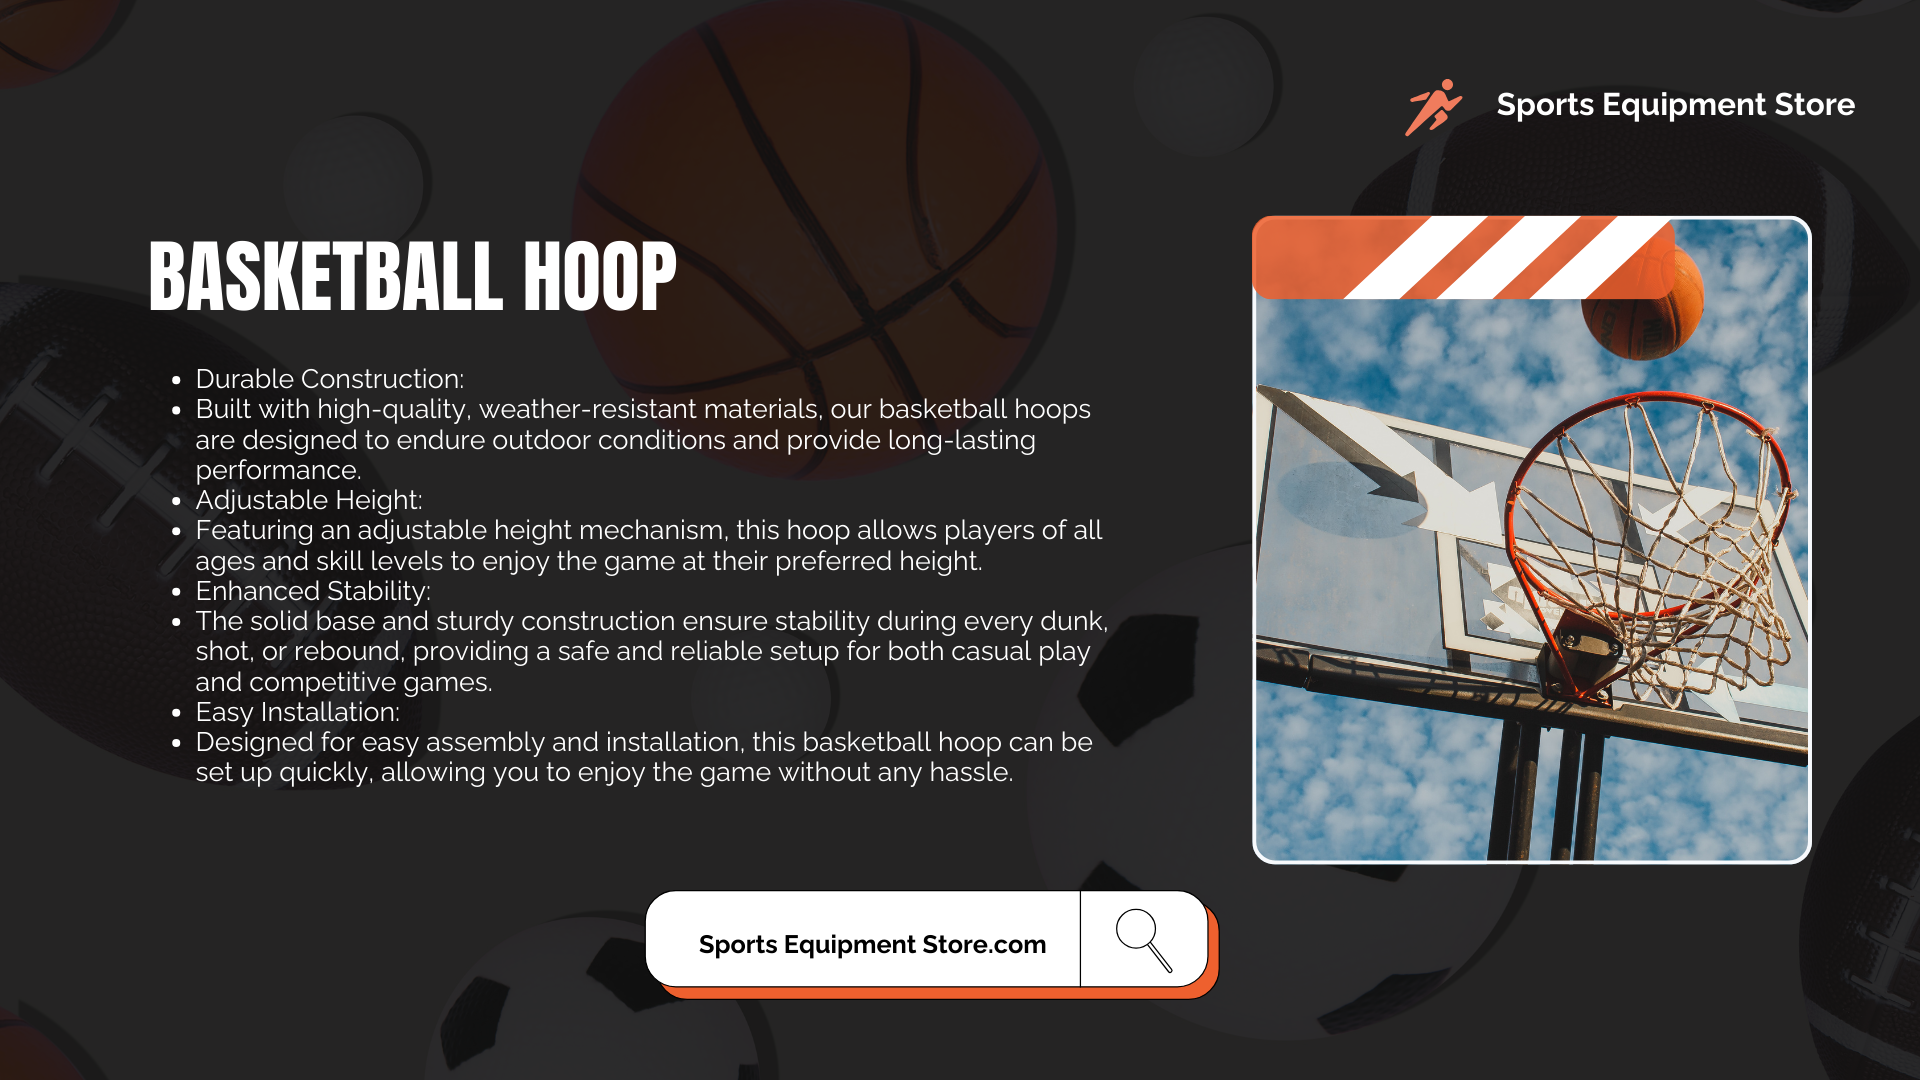 Sports Equipment Store
BASKETBALL HOOP
• Durable Construction:
• Built with high-quality, weather-resistant materials, our basketball hoops
are designed to endure outdoor conditions and provide long-lasting
performance.
• Adjustable Height:
• Featuring an adjustable height mechanism, this hoop allows players of all
ages and skill levels to enjoy the game at their preferred height.
• Enhanced Stability:
• The solid base and sturdy construction ensure stability during every dunk,
shot, or rebound, providing a safe and reliable setup for both casual play
and competitive games.
• Easy Installation:
• Designed for easy assembly and installation, this basketball hoop can be
set up quickly, allowing you to enjoy the game without any hassle.
Sports Equipment Store.com